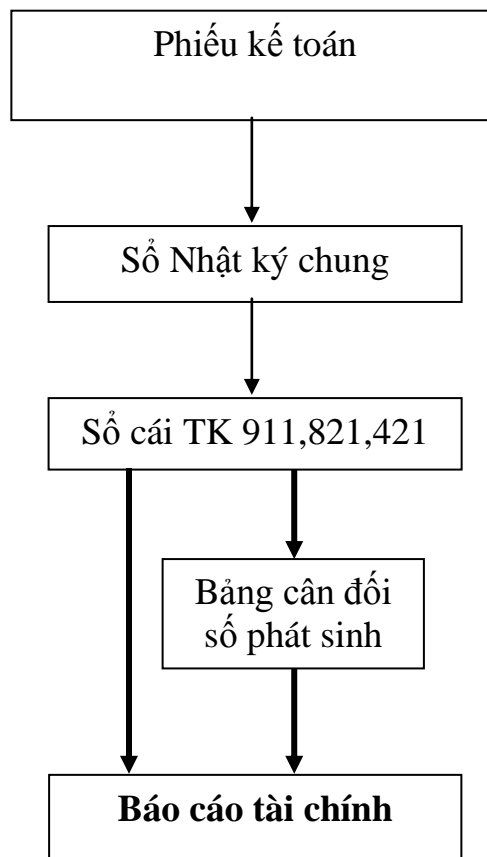 Phiếu kế toán
Sổ Nhật ký chung
Sổ cái TK 911,821,421
Bảng cân đối
số phát sinh
Báo cáo tài chính